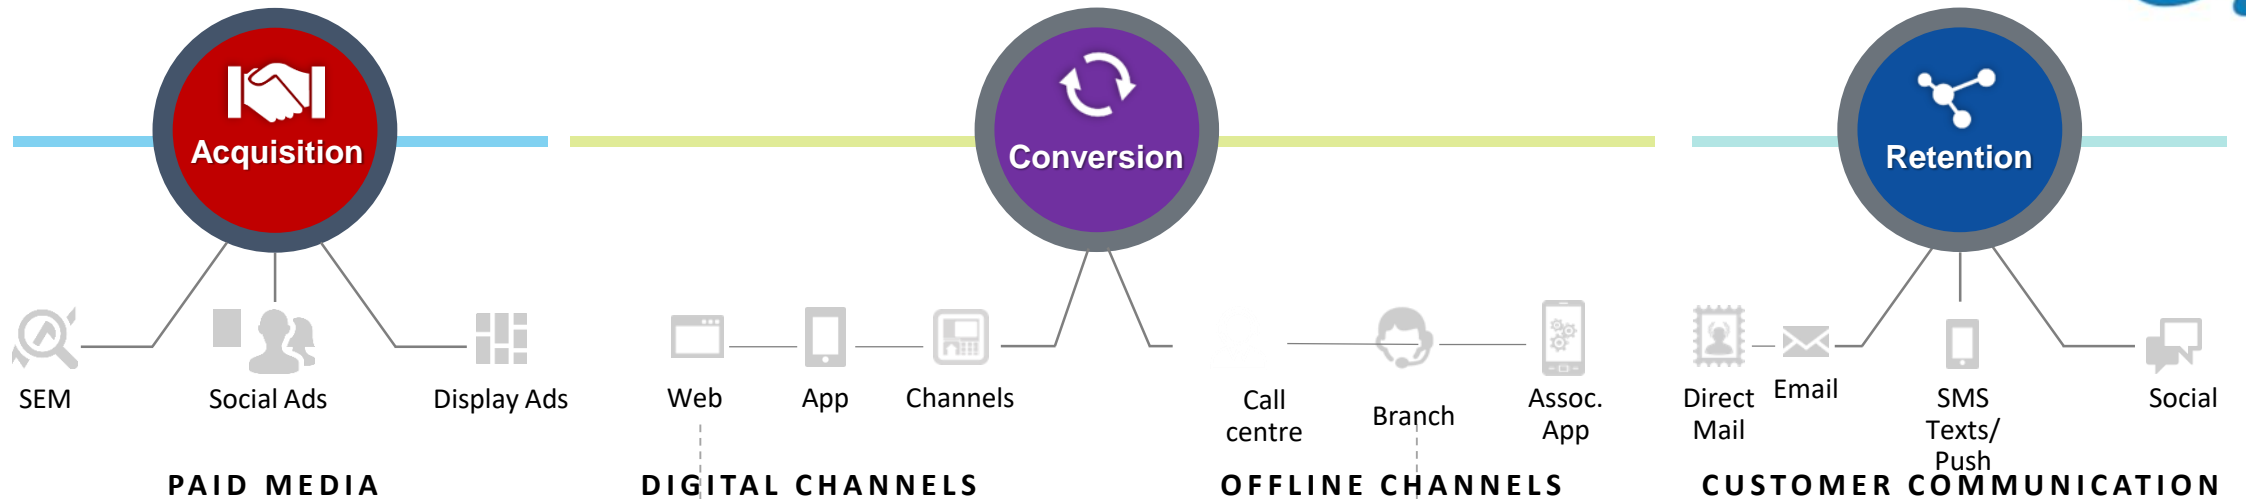 Acquisition
Conversion
Retention
SEM
Social Ads
Display Ads
Web
App
Channels
Call
centre
Branch
Assoc.
App
Direct
Mail
Email
SMS
Texts/
Push
Social
PAID MEDIA
DIGITAL CHANNELS
OFFLINE CHANNELS
CUSTOMER COMMUNICATION